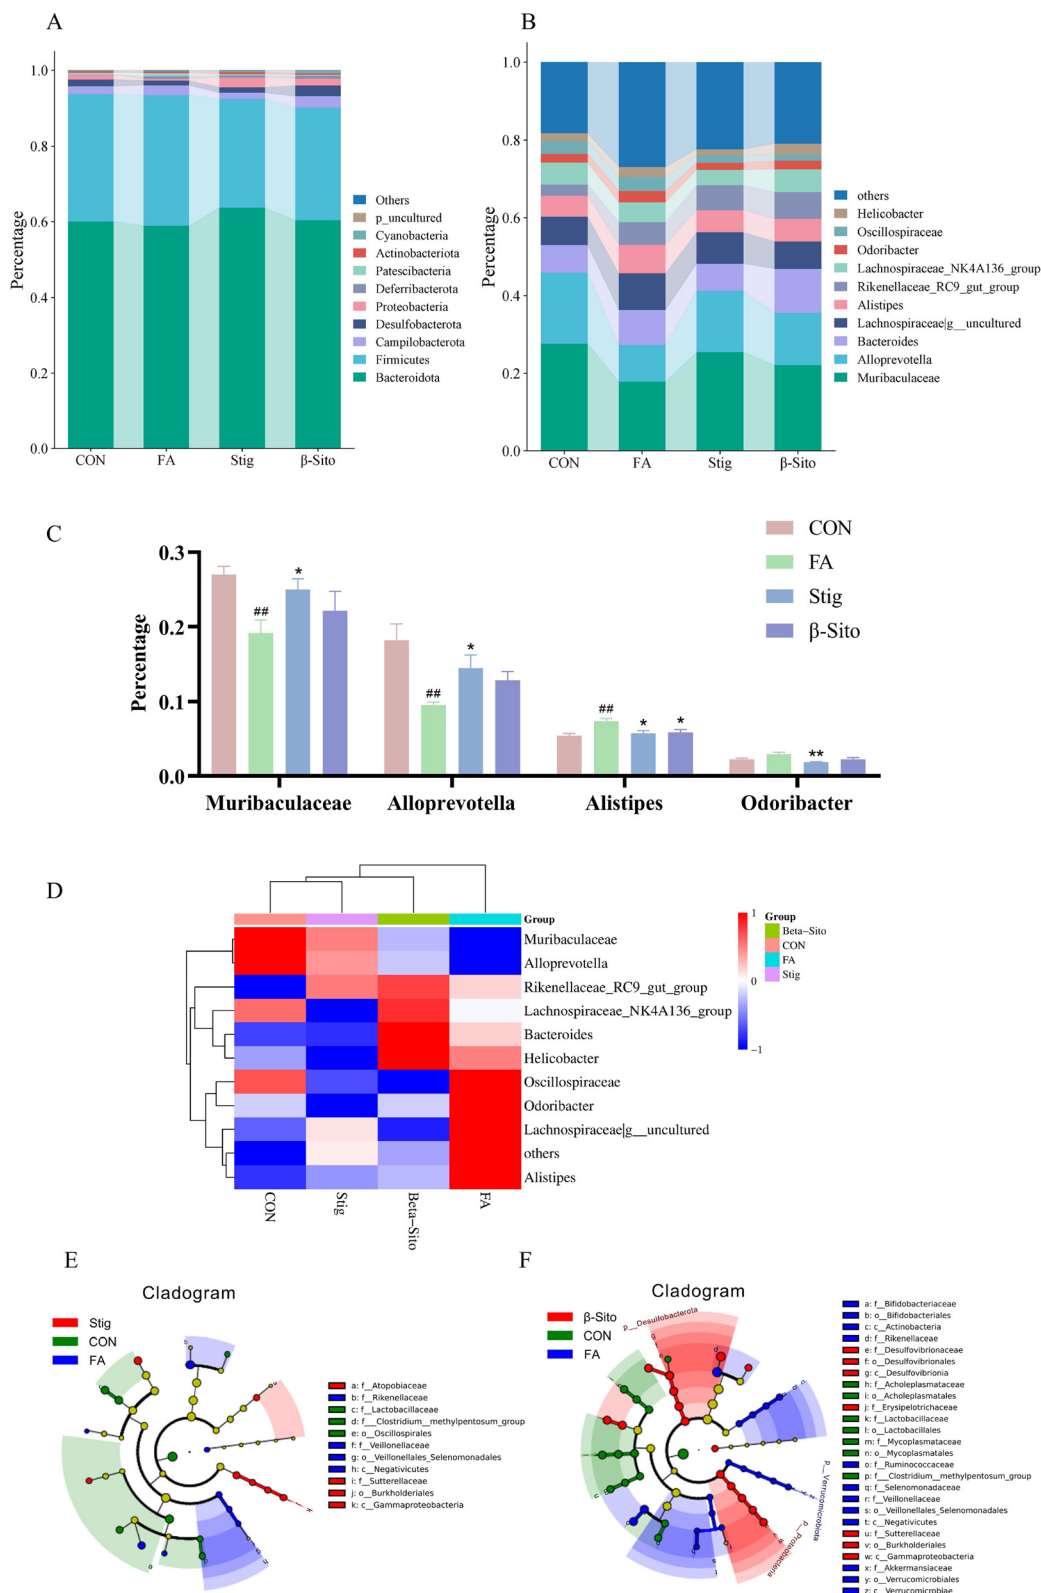 A
Percentage
1.0
0.8
0.6
0.4
0.2
0.0
CON
FA
Stig
β-Sito
Others
p_uncultured
Cyanobacteria
Actinobacteriota
Patescibacteria
Deferribacterota
Proteobacteria
Desulfobacterota
Campilobacterota
Firmicutes
Bacteroidota
B
Percentage
1.0
0.8
0.6
0.4
0.2
0.0
CON
FA
Stig
β-Sito
others
Helicobacter
Oscillospiraceae
Odoribacter
Lachnospiraceae_NK4A136_group
Rikenellaceae_RC9_gut_group
Alistipes
Lachnospiraceae|g__uncultured
Bacteroides
Alloprevotella
Muribaculaceae
C
Percentage
0.3
0.2
0.1
0.0
##
*
##
*
##
*
*
**
Muribaculaceae
Alloprevotella
Alistipes
Odoribacter
CON
FA
Stig
β-Sito
D
Group
Muribaculaceae
Alloprevotella
Rikenellaceae_RC9_gut_group
Lachnospiraceae_NK4A136_group
Bacteroides
Helicobacter
Oscillospiraceae
Odoribacter
Lachnospiraceae|g__uncultured
others
Alistipes
CON
Stig
Beta-Sito
FA
1
0
-1
Group
Beta-Sito
CON
FA
Stig
E
Cladogram
Stig
CON
FA
a: f__Atopobiaceae
b: f__Rikenellaceae
c: f__Lactobacillaceae
d: f___Clostridium__methylpentosum_group
e: o__Oscillospirales
f: f__Veillonellaceae
g: o__Veillonellales_Selenomonadales
h: c__Negativicutes
i: f__Sutterellaceae
j: o__Burkholderiales
k: c__Gammaproteobacteria
F
Cladogram
β-Sito
CON
FA
p__Desulfobacterota
p__Verrucomicrobiota
p__Proteobacteria
a: f__Bifidobacteriaceae
b: o__Bifidobacteriales
c: c__Actinobacteria
d: f__Rikenellaceae
e: f__Desulfovibrionaceae
f: o__Desulfovibrionales
g: c__Desulfovibrionia
h: f__Acholeplasmataceae
i: o__Acholeplasmatales
j: f__Erysipelotrichaceae
k: f__Lactobacillaceae
l: o__Lactobacillales
m: f__Mycoplasmataceae
n: o__Mycoplasmatales
o: f__Ruminococcaceae
p: f__Clostridium__methylpentosum_group
q: f__Selenomonadaceae
r: f__Veillonellaceae
s: o__Veillonellales_Selenomonadales
t: c__Negativicutes
u: f__Sutterellaceae
v: o__Burkholderiales
w: c__Gammaproteobacteria
x: f__Akkermansiaceae
y: o__Verrucomicrobiales
z: c__Verrucomicrobiae